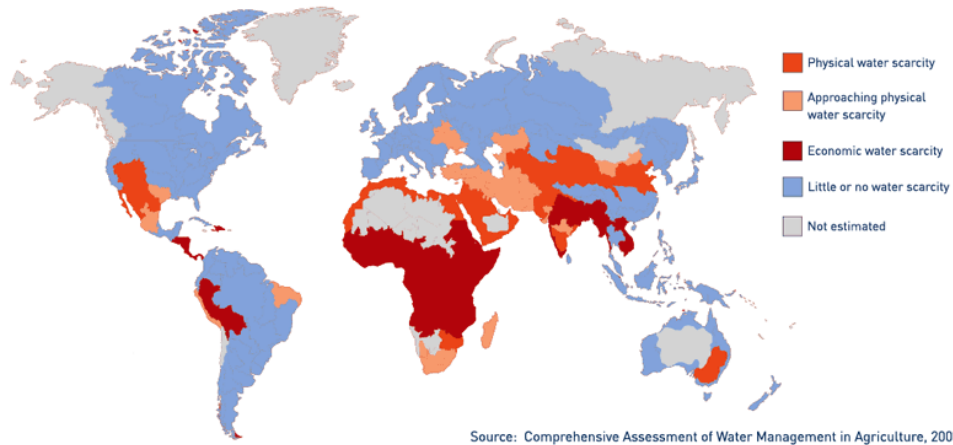 Physical water scarcity
Approaching physical
water scarcity
Economic water scarcity
Little or no water scarcity
Not estimated
Source: Comprehensive Assessment of Water Management in Agriculture, 200